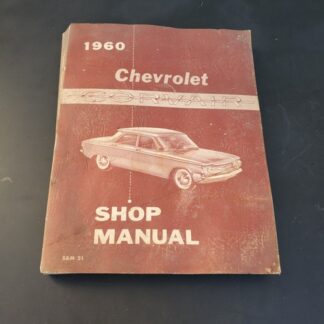 1960
Chevrolet
CORVAIR
SHOP
MANUAL